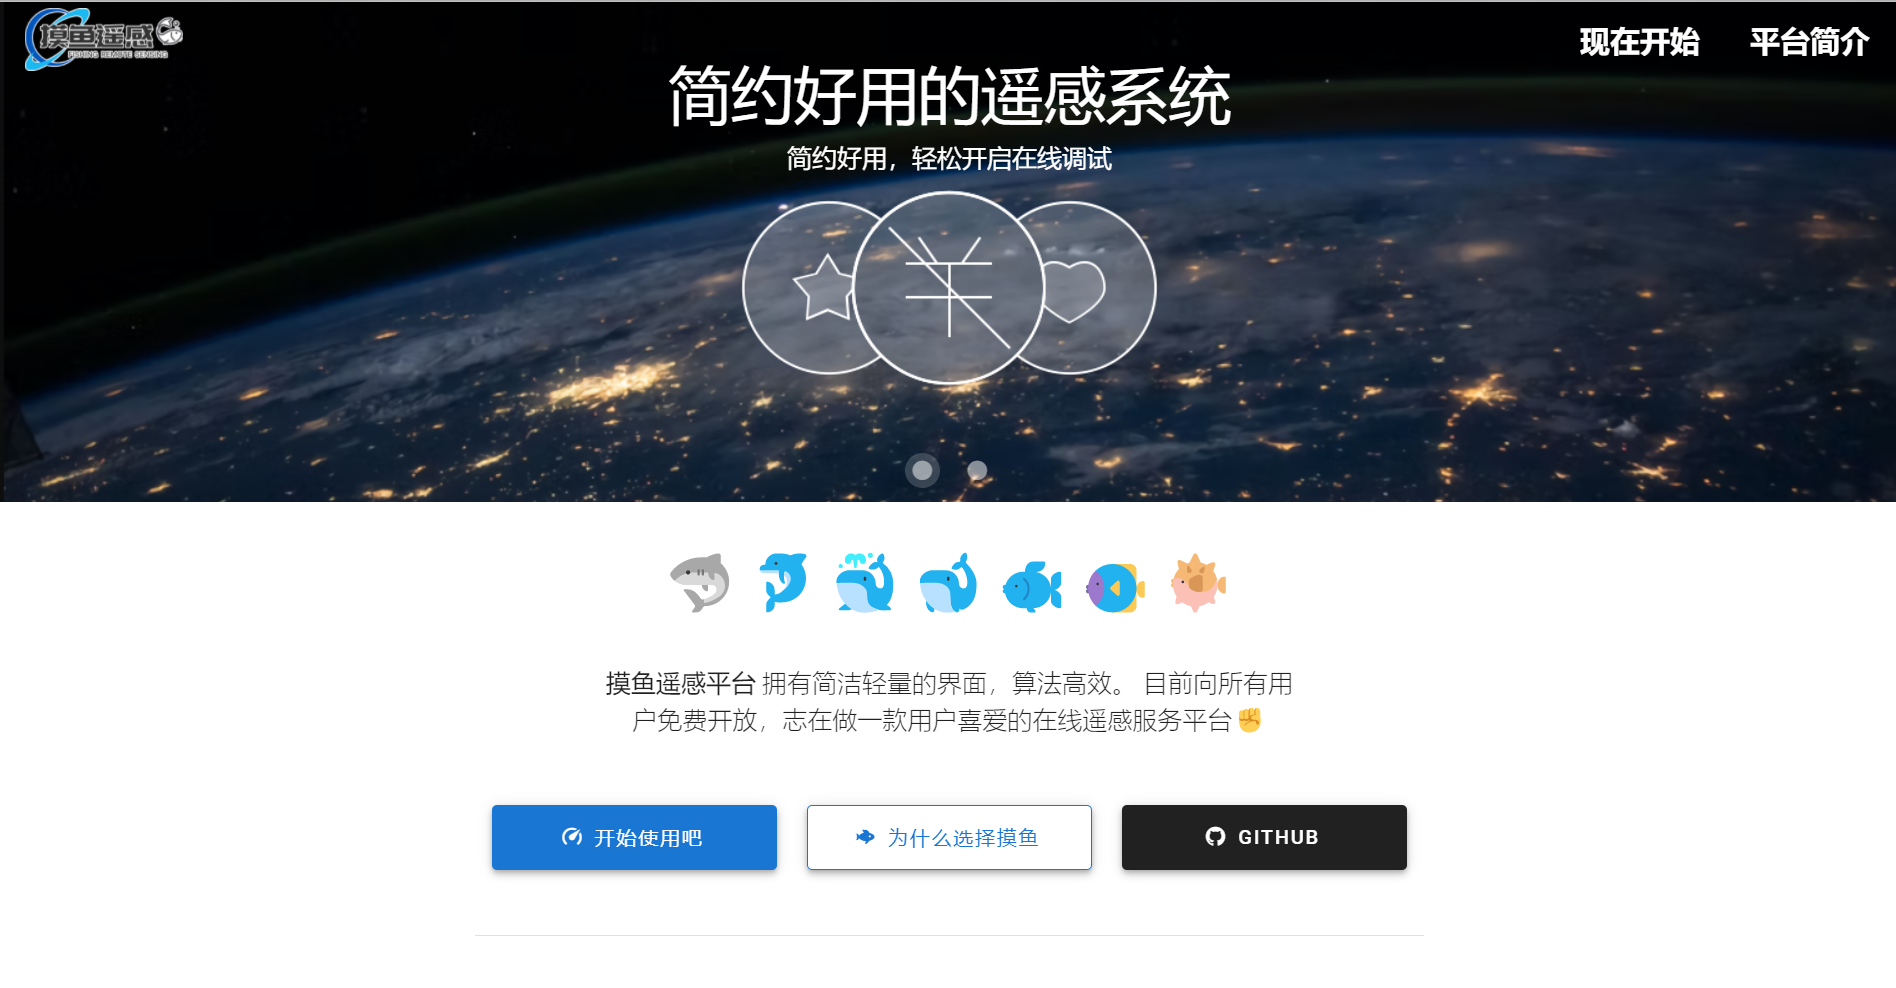 摸鱼遥感
FISHING REMOTE SENSING
现在开始 平台简介
简约好用的遥感系统
简约好用，轻松开启在线调试
摸鱼遥感平台 拥有简洁轻量的界面，算法高效。 目前向所有用
户免费开放，志在做一款用户喜爱的在线遥感服务平台✊
开始使用吧
为什么选择摸鱼
GITHUB